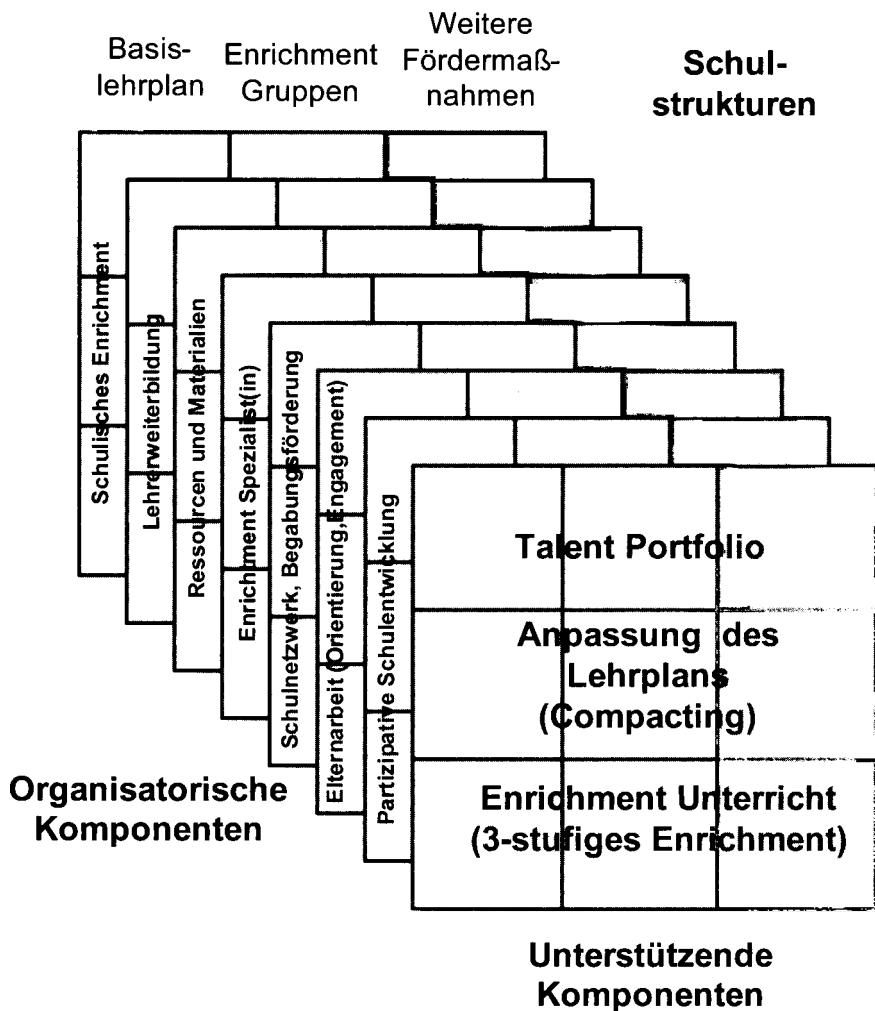 Basis-
lehrplan
Enrichment
Gruppen
Weitere
Fördermaß-
nahmen
Schul-
strukturen
Schulisches Enrichment
Lehrerweiterbildung
Ressourcen und Materialien
Enrichment Spezialist(in)
Schulnetzwerk, Begabungsförderung
Elternarbeit (Orientierung,Engagement)
Partizipative Schulentwicklung
Talent Portfolio
Anpassung des
Lehrplans
(Compacting)
Enrichment Unterricht
(3-stufiges Enrichment)
Organisatorische
Komponenten
Unterstützende
Komponenten